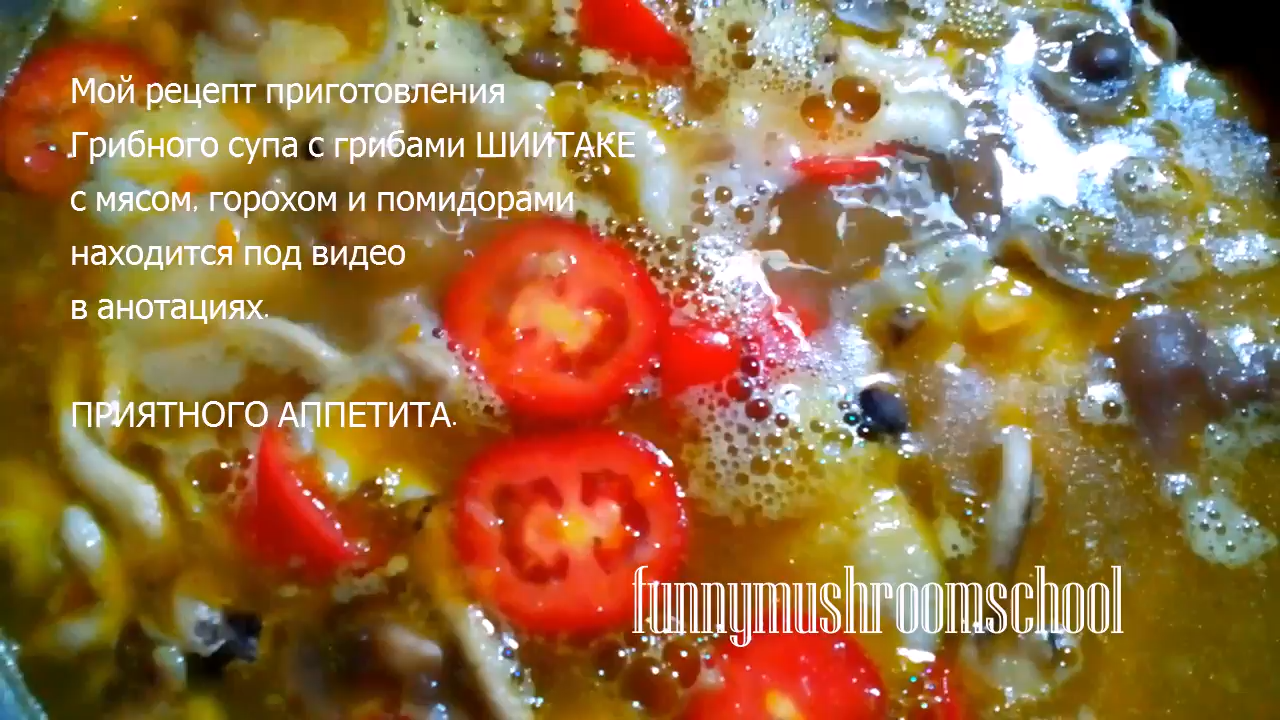 Мой рецепт приготовления
Грибного супа с грибами ШИИТАКЕ
с мясом, горохом и помидорами
находится под видео
в анотациях.
ПРИЯТНОГО АППЕТИТА.
funnymushroomschool